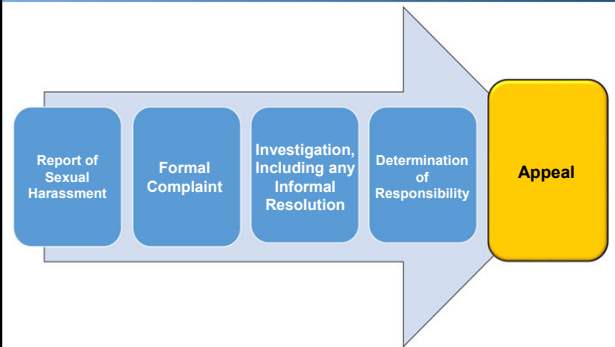 Report of
Sexual
Harassment
Formal
Complaint
Investigation,
Including any
Informal
Resolution
Determination
of
Responsibility
Appeal